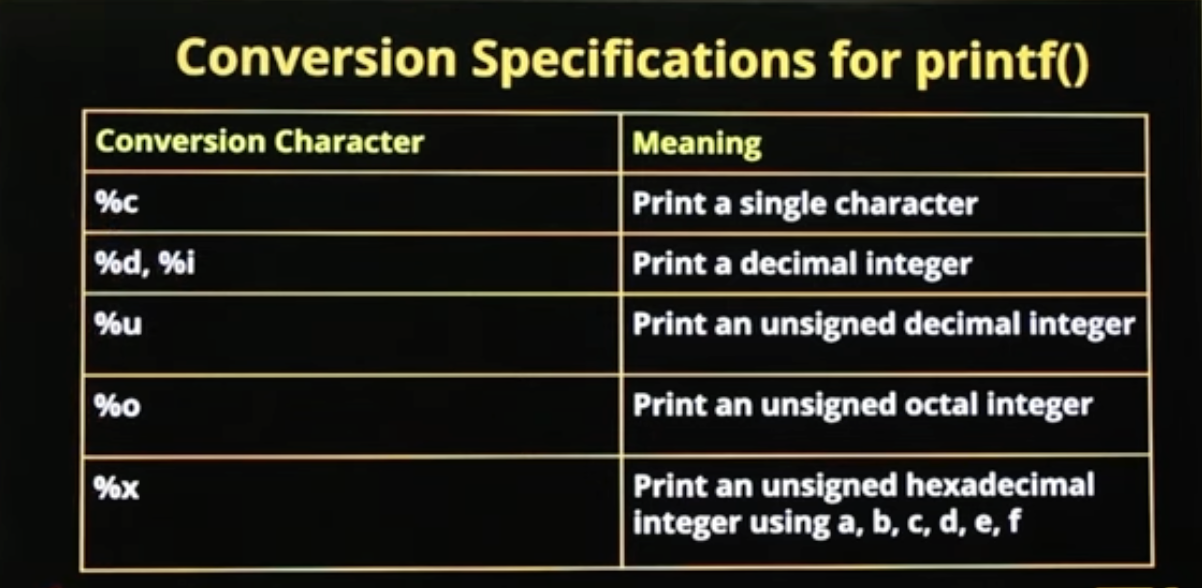 Conversion Specifications for printf()
Conversion Character Meaning
%c Print a single character
%d, %i Print a decimal integer
%u Print an unsigned decimal integer
%o Print an unsigned octal integer
%x Print an unsigned hexadecimal
integer using a, b, c, d, e, f